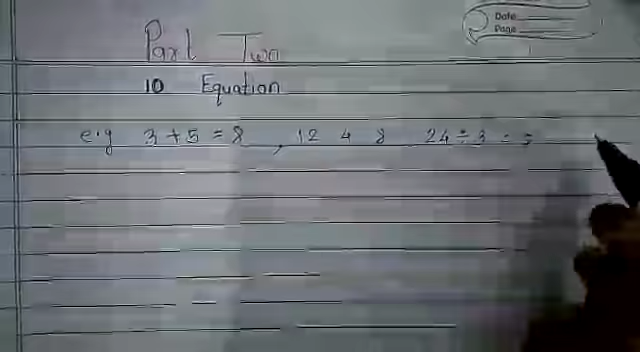 Date
Page
Part Two
10 Equation
e.g 3 + 5 = 8 , 12 4 8 24 ÷ 3 =